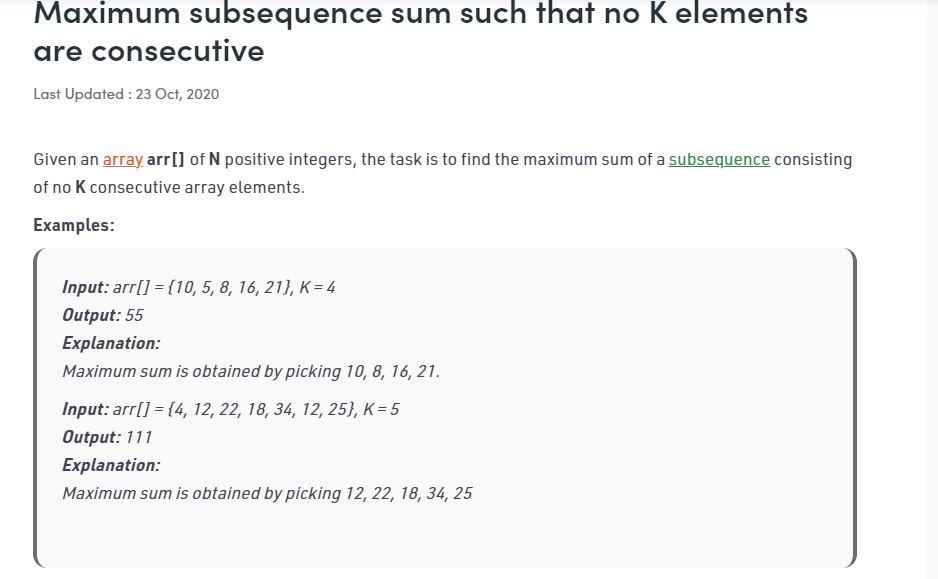 Maximum subsequence sum such that no K elements
are consecutive
Last Updated : 23 Oct, 2020
Given an array arr[] of N positive integers, the task is to find the maximum sum of a subsequence consisting
of no K consecutive array elements.
Examples:
Input: arr[] = {10, 5, 8, 16, 21}, K = 4
Output: 55
Explanation:
Maximum sum is obtained by picking 10, 8, 16, 21.
Input: arr[] = {4, 12, 22, 18, 34, 12, 25}, K = 5
Output: 111
Explanation:
Maximum sum is obtained by picking 12, 22, 18, 34, 25